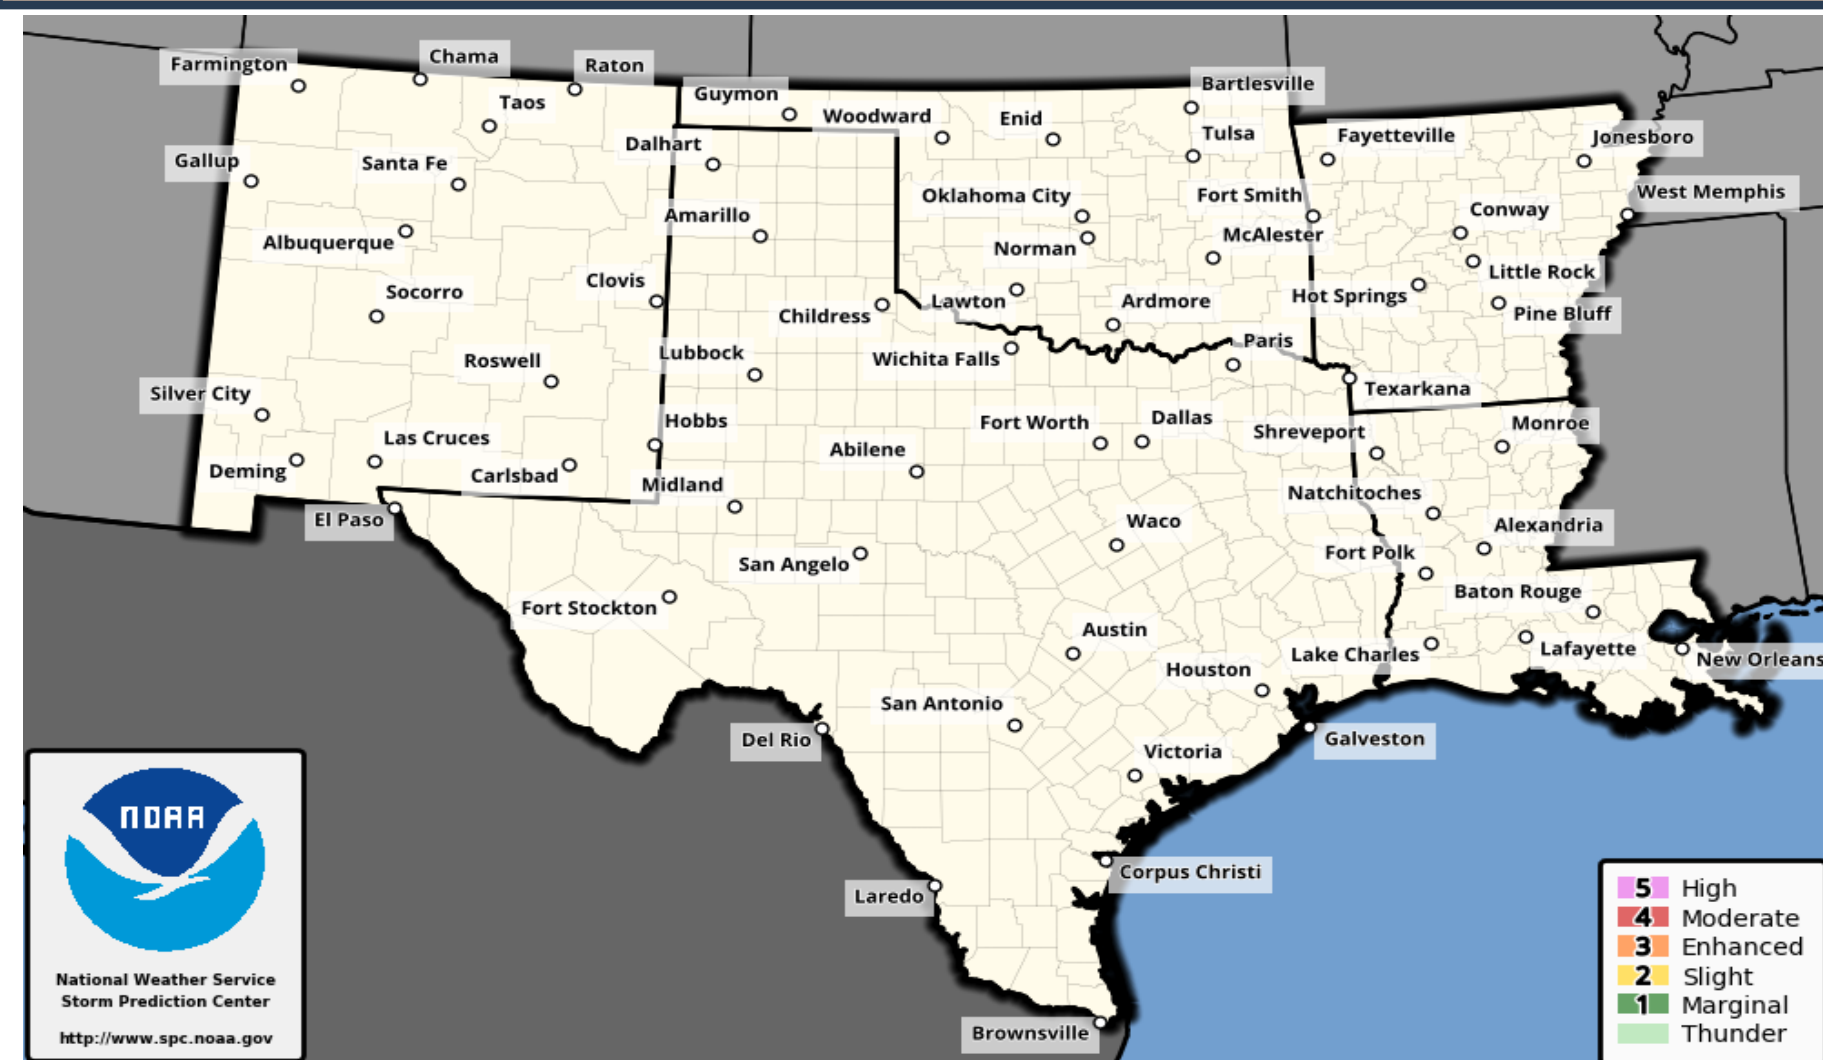 Farmington
Chama
Raton
Taos
Guymon
Woodward
Enid
Bartlesville
Tulsa
Fayetteville
Jonesboro
Gallup
Santa Fe
Dalhart
Oklahoma City
Fort Smith
Conway
West Memphis
Albuquerque
Amarillo
Norman
McAlester
Little Rock
Socorro
Clovis
Childress
Lawton
Ardmore
Hot Springs
Pine Bluff
Roswell
Lubbock
Wichita Falls
Paris
Texarkana
Silver City
Hobbs
Fort Worth
Dallas
Shreveport
Monroe
Las Cruces
Deming
Carlsbad
Midland
Abilene
Natchitoches
El Paso
San Angelo
Waco
Alexandria
Fort Polk
Fort Stockton
Baton Rouge
Austin
Houston
Lake Charles
Lafayette
New Orleans
San Antonio
Del Rio
Victoria
Galveston
Corpus Christi
Laredo
Brownsville
NOAA
National Weather Service
Storm Prediction Center
http://www.spc.noaa.gov
5 High
4 Moderate
3 Enhanced
2 Slight
1 Marginal
Thunder